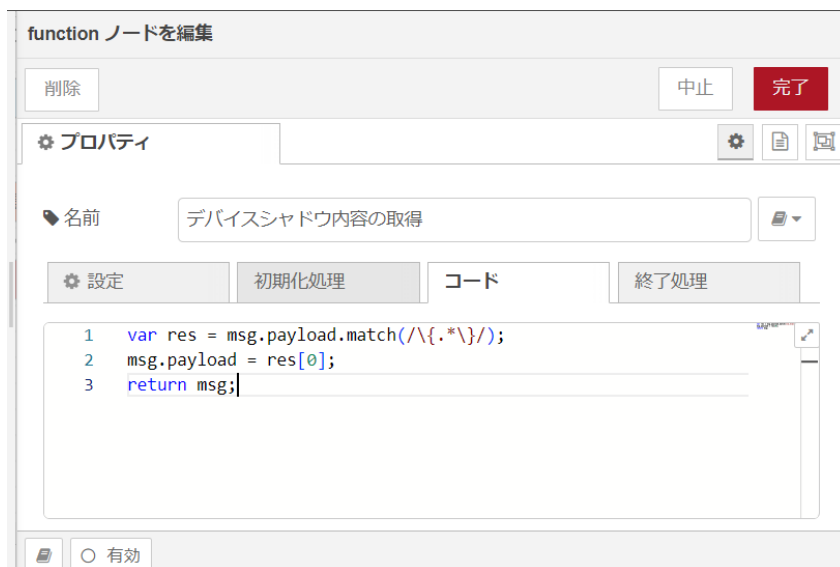 function ノードを編集
削除
中止
完了
プロパティ
名前
デバイスシャドウ内容の取得
設定
初期化処理
コード
終了処理
1 var res = msg.payload.match(/\{.*\}/);
2 msg.payload = res[0];
3 return msg;
有効